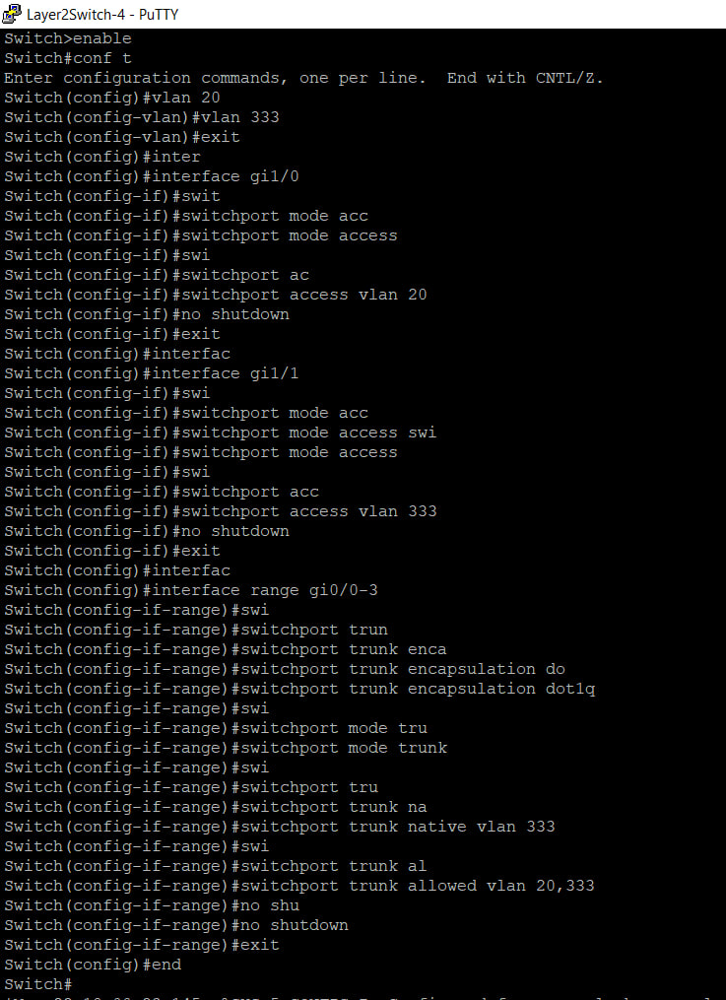 Layer2Switch-4 - PuTTY
Switch>enable
Switch#conf t
Enter configuration commands, one per line.  End with CNTL/Z.
Switch(config)#vlan 20
Switch(config-vlan)#vlan 333
Switch(config-vlan)#exit
Switch(config)#inter
Switch(config)#interface gi1/0
Switch(config-if)#swit
Switch(config-if)#switchport mode acc
Switch(config-if)#switchport mode access
Switch(config-if)#swi
Switch(config-if)#switchport ac
Switch(config-if)#switchport access vlan 20
Switch(config-if)#no shutdown
Switch(config-if)#exit
Switch(config)#interfac
Switch(config)#interface gi1/1
Switch(config-if)#swi
Switch(config-if)#switchport mode acc
Switch(config-if)#switchport mode access swi
Switch(config-if)#switchport mode access
Switch(config-if)#swi
Switch(config-if)#switchport acc
Switch(config-if)#switchport access vlan 333
Switch(config-if)#no shutdown
Switch(config-if)#exit
Switch(config)#interfac
Switch(config)#interface range gi0/0-3
Switch(config-if-range)#swi
Switch(config-if-range)#switchport trun
Switch(config-if-range)#switchport trunk enca
Switch(config-if-range)#switchport trunk encapsulation do
Switch(config-if-range)#switchport trunk encapsulation dot1q
Switch(config-if-range)#swi
Switch(config-if-range)#switchport mode tru
Switch(config-if-range)#switchport mode trunk
Switch(config-if-range)#swi
Switch(config-if-range)#switchport tru
Switch(config-if-range)#switchport trunk na
Switch(config-if-range)#switchport trunk native vlan 333
Switch(config-if-range)#swi
Switch(config-if-range)#switchport trunk al
Switch(config-if-range)#switchport trunk allowed vlan 20,333
Switch(config-if-range)#no shu
Switch(config-if-range)#no shutdown
Switch(config-if-range)#exit
Switch(config)#end
Switch#